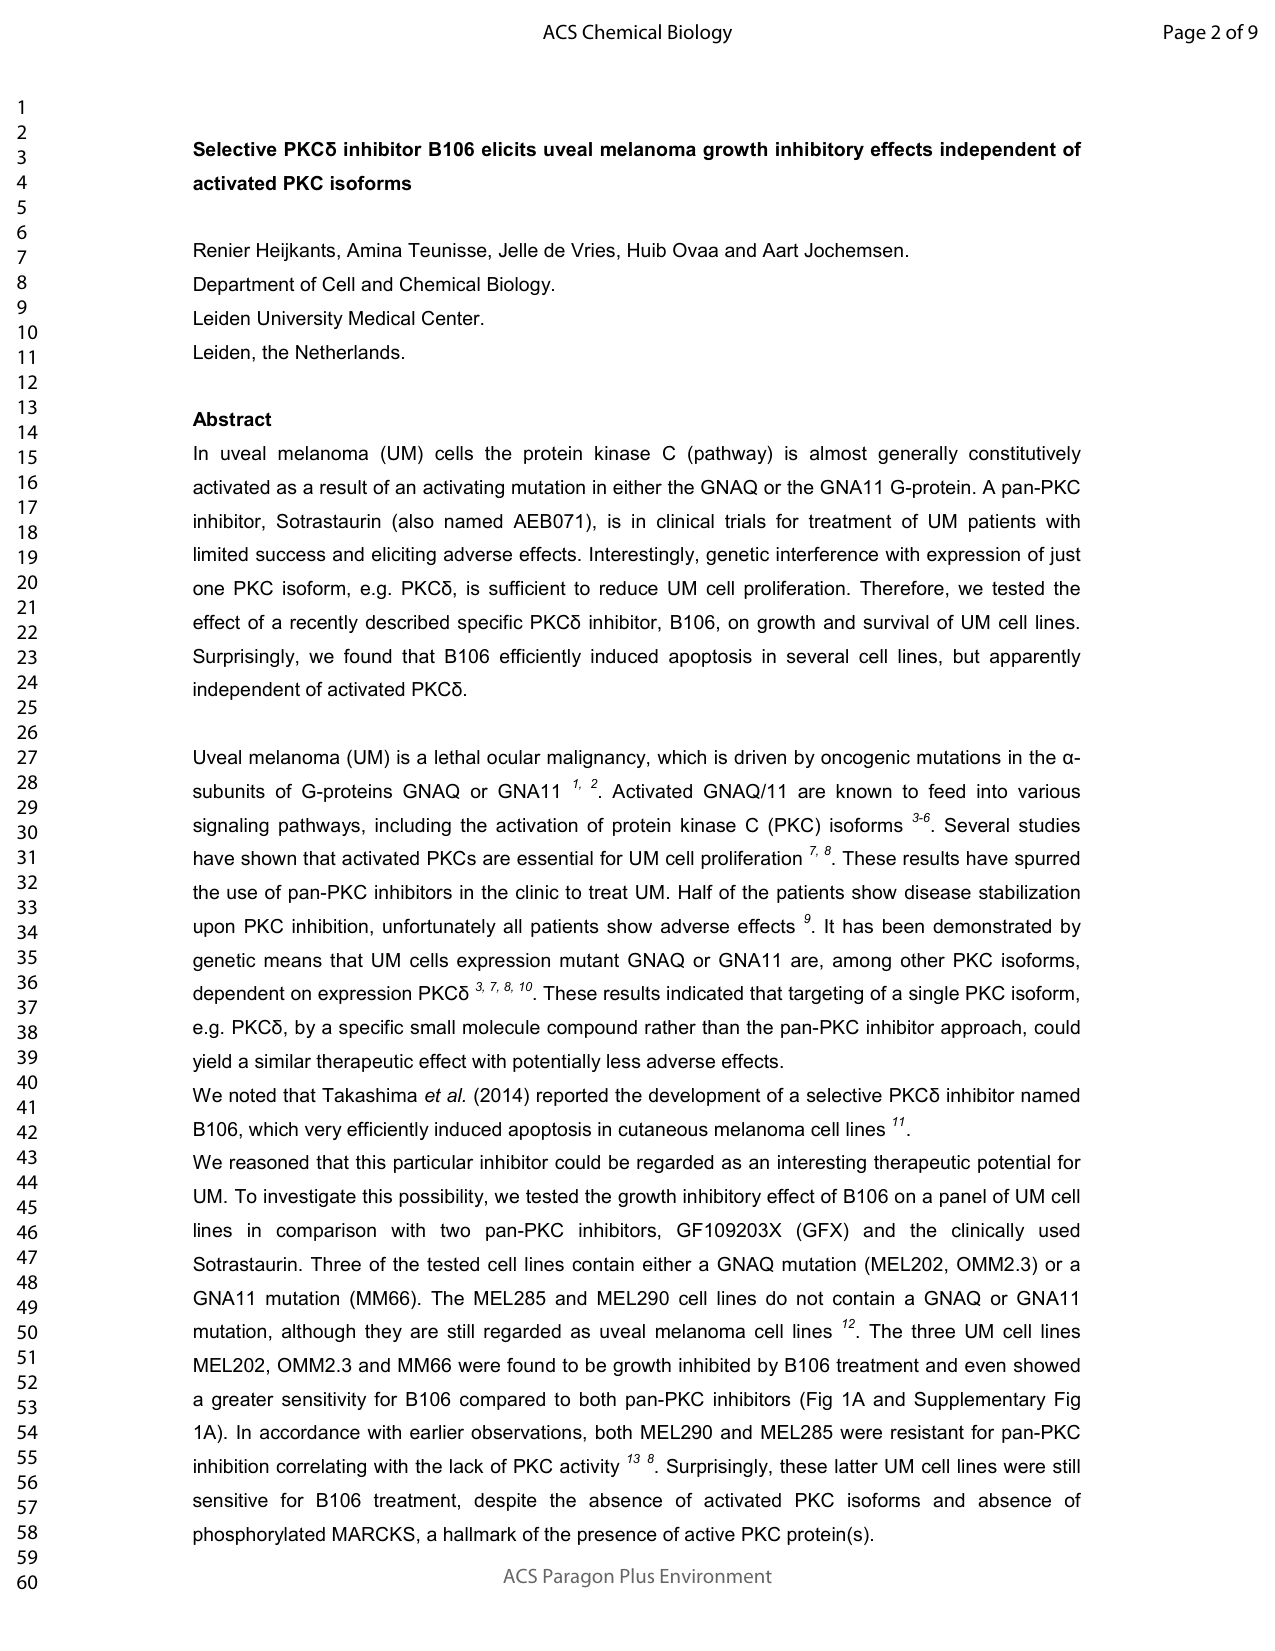 ACS Chemical Biology
Page 2 of 9
1
2
3
4
5
6
7
8
9
10
11
12
13
14
15
16
17
18
19
20
21
22
23
24
25
26
27
28
29
30
31
32
33
34
35
36
37
38
39
40
41
42
43
44
45
46
47
48
49
50
51
52
53
54
55
56
57
58
59
60
Selective PKCδ inhibitor B106 elicits uveal melanoma growth inhibitory effects independent of
activated PKC isoforms
Renier Heijkants, Amina Teunisse, Jelle de Vries, Huib Ovaa and Aart Jochemsen.
Department of Cell and Chemical Biology.
Leiden University Medical Center.
Leiden, the Netherlands.
Abstract
In uveal melanoma (UM) cells the protein kinase C (pathway) is almost generally constitutively
activated as a result of an activating mutation in either the GNAQ or the GNA11 G-protein. A pan-PKC
inhibitor, Sotrastaurin (also named AEB071), is in clinical trials for treatment of UM patients with
limited success and eliciting adverse effects. Interestingly, genetic interference with expression of just
one PKC isoform, e.g. PKCδ, is sufficient to reduce UM cell proliferation. Therefore, we tested the
effect of a recently described specific PKCδ inhibitor, B106, on growth and survival of UM cell lines.
Surprisingly, we found that B106 efficiently induced apoptosis in several cell lines, but apparently
independent of activated PKCδ.
Uveal melanoma (UM) is a lethal ocular malignancy, which is driven by oncogenic mutations in the α-
subunits of G-proteins GNAQ or GNA11 1, 2. Activated GNAQ/11 are known to feed into various
signaling pathways, including the activation of protein kinase C (PKC) isoforms 3-6. Several studies
have shown that activated PKCs are essential for UM cell proliferation 7, 8. These results have spurred
the use of pan-PKC inhibitors in the clinic to treat UM. Half of the patients show disease stabilization
upon PKC inhibition, unfortunately all patients show adverse effects 9. It has been demonstrated by
genetic means that UM cells expression mutant GNAQ or GNA11 are, among other PKC isoforms,
dependent on expression PKCδ 3, 7, 8, 10. These results indicated that targeting of a single PKC isoform,
e.g. PKCδ, by a specific small molecule compound rather than the pan-PKC inhibitor approach, could
yield a similar therapeutic effect with potentially less adverse effects.
We noted that Takashima et al. (2014) reported the development of a selective PKCδ inhibitor named
B106, which very efficiently induced apoptosis in cutaneous melanoma cell lines 11.
We reasoned that this particular inhibitor could be regarded as an interesting therapeutic potential for
UM. To investigate this possibility, we tested the growth inhibitory effect of B106 on a panel of UM cell
lines in comparison with two pan-PKC inhibitors, GF109203X (GFX) and the clinically used
Sotrastaurin. Three of the tested cell lines contain either a GNAQ mutation (MEL202, OMM2.3) or a
GNA11 mutation (MM66). The MEL285 and MEL290 cell lines do not contain a GNAQ or GNA11
mutation, although they are still regarded as uveal melanoma cell lines 12. The three UM cell lines
MEL202, OMM2.3 and MM66 were found to be growth inhibited by B106 treatment and even showed
a greater sensitivity for B106 compared to both pan-PKC inhibitors (Fig 1A and Supplementary Fig
1A). In accordance with earlier observations, both MEL290 and MEL285 were resistant for pan-PKC
inhibition correlating with the lack of PKC activity 13 8. Surprisingly, these latter UM cell lines were still
sensitive for B106 treatment, despite the absence of activated PKC isoforms and absence of
phosphorylated MARCKS, a hallmark of the presence of active PKC protein(s).
ACS Paragon Plus Environment